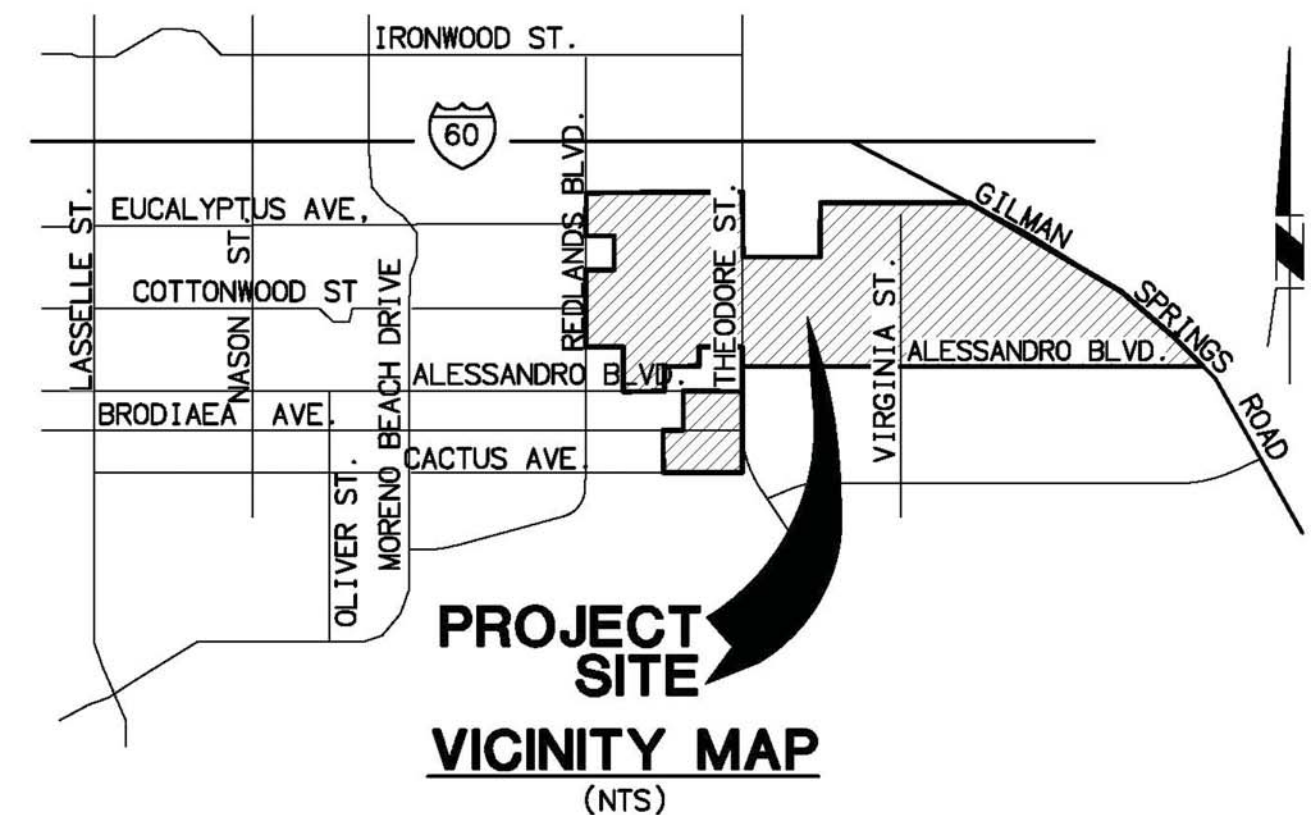 IRONWOOD ST.
60
EUCALYPTUS AVE,
COTTONWOOD ST
LASSELLE ST.
NASON ST.
MORENO BEACH DRIVE
REDLANDS BLVD.
THEODORE ST.
GILMAN SPRINGS ROAD
VIRGINIA ST.
ALESSANDRO BLVD.
ALESSANDRO BLVD.
BRODIAEA AVE.
CACTUS AVE.
OLIVER ST.
PROJECT
SITE
VICINITY MAP
(NTS)